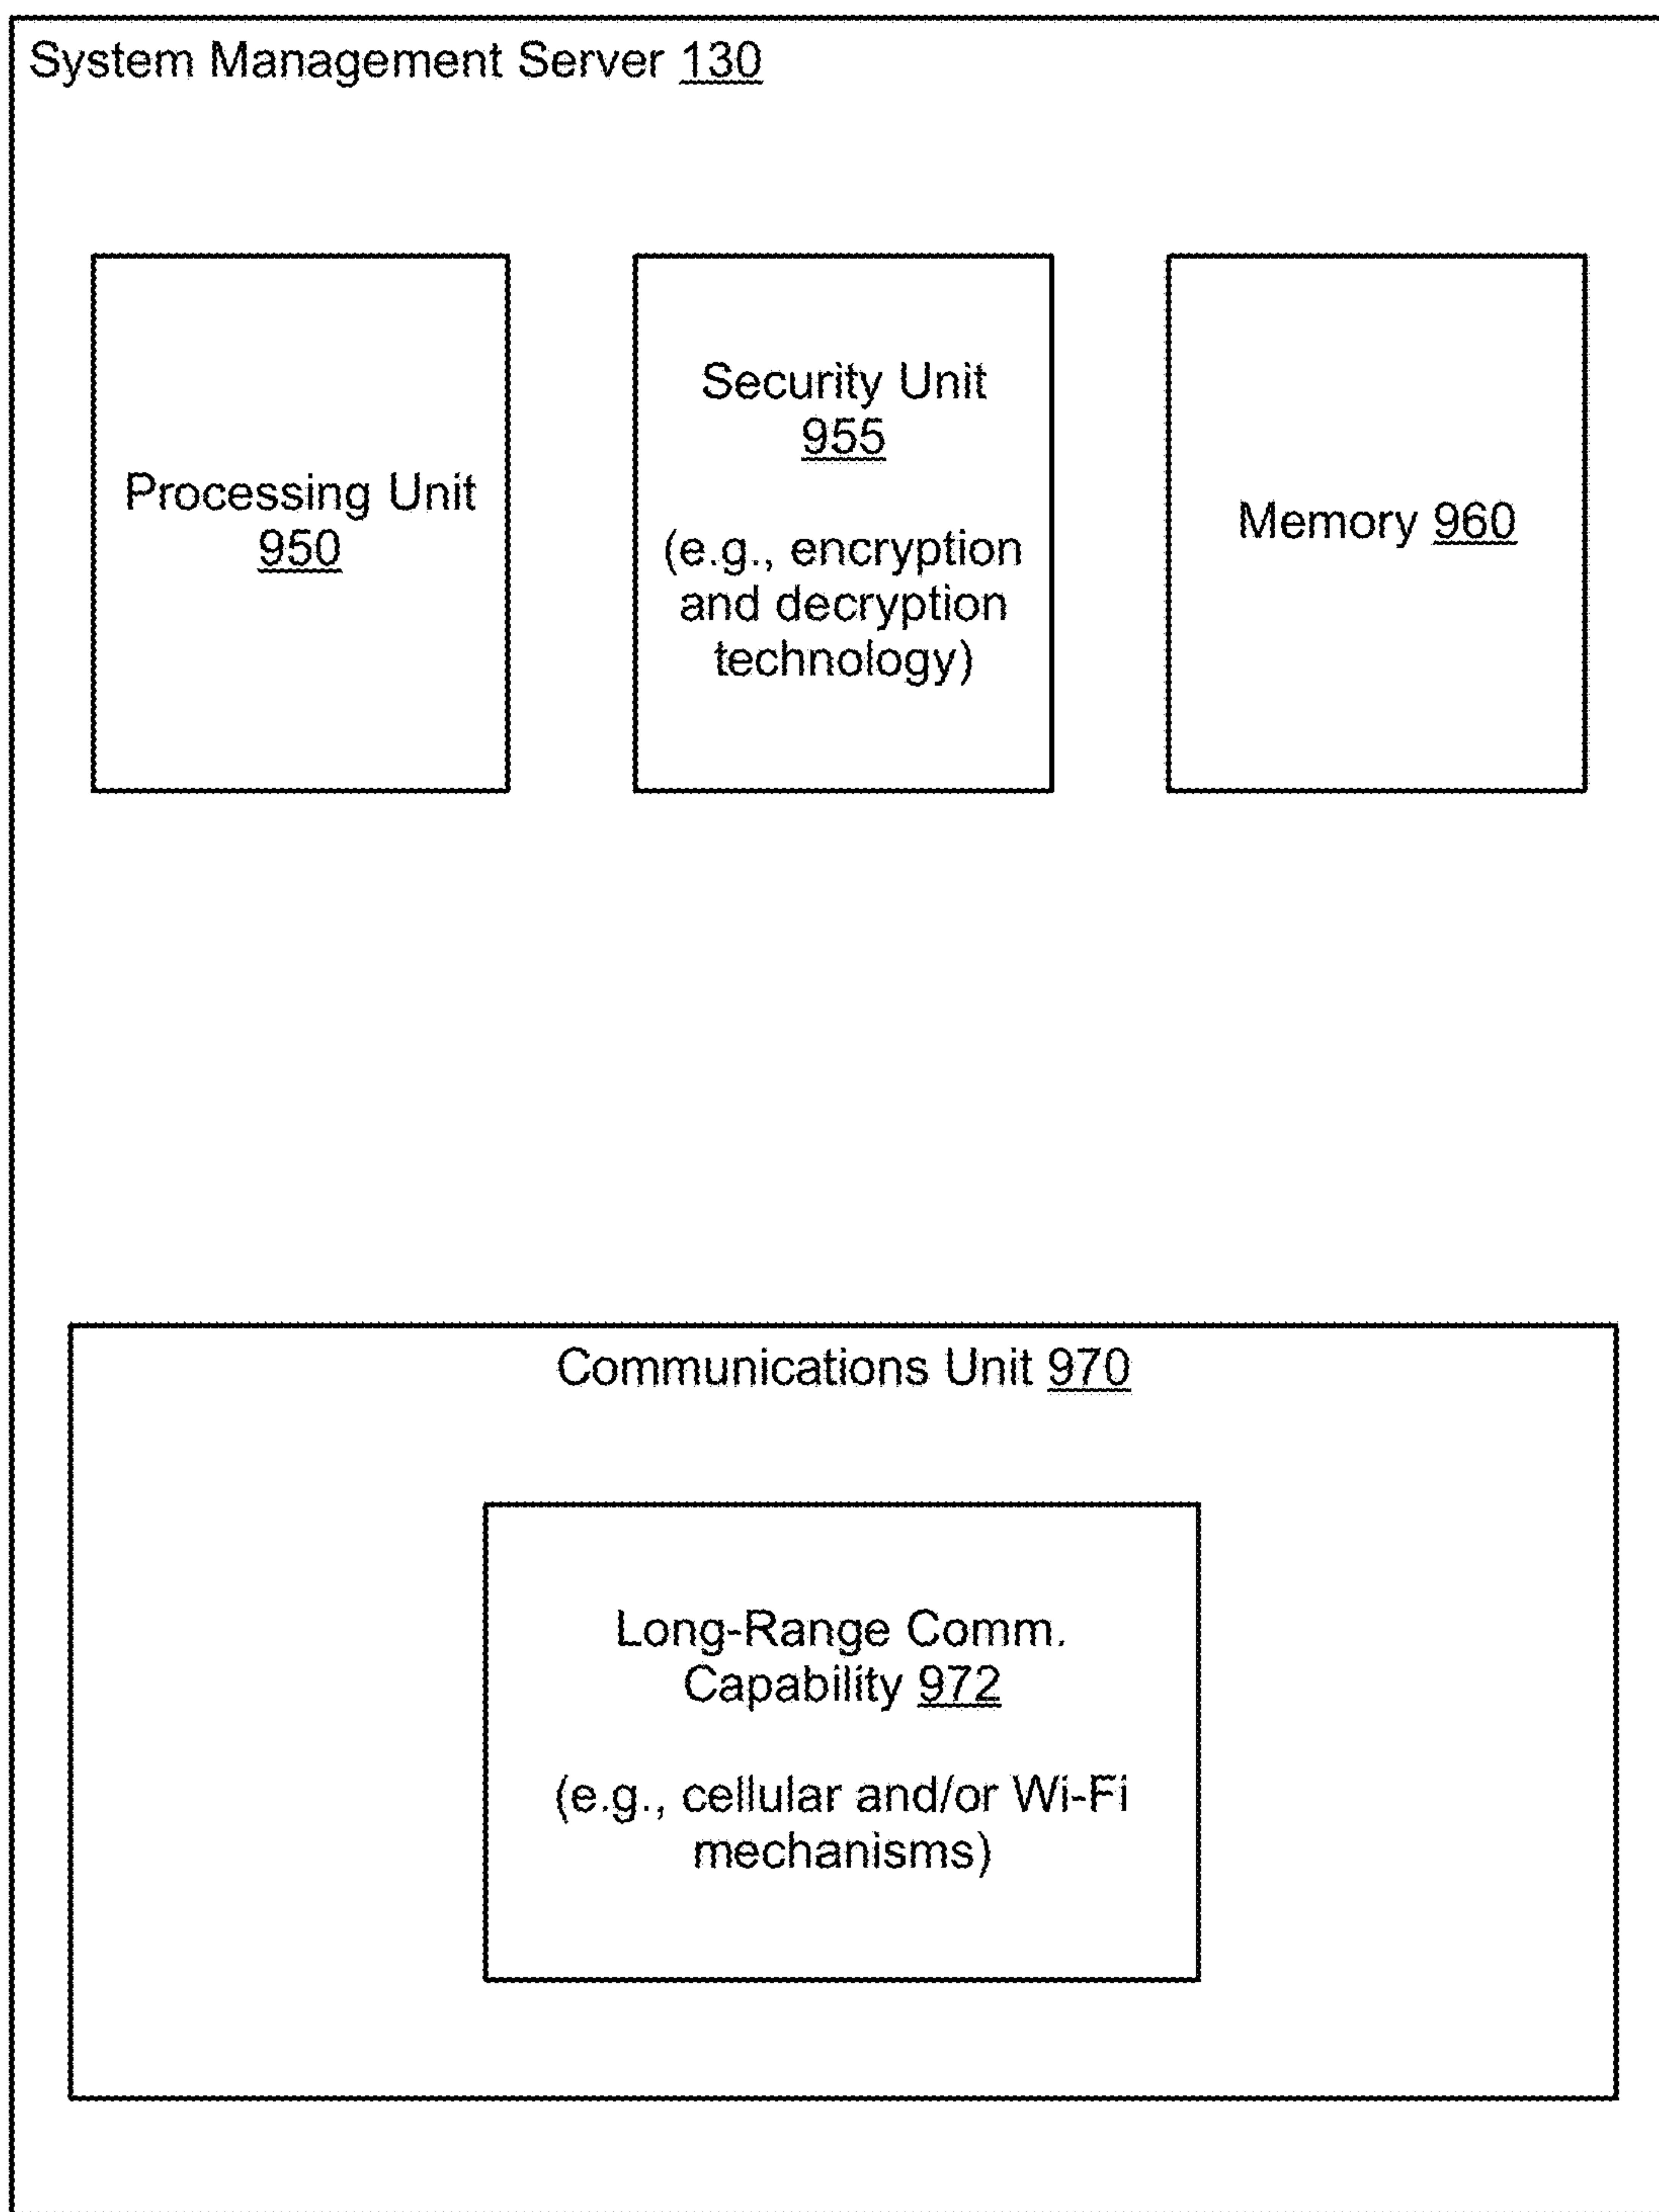 System Management Server 130
Processing Unit
950
Security Unit
955
(e.g., encryption
and decryption
technology)
Memory 960
Communications Unit 970
Long-Range Comm.
Capability 972
(e.g., cellular and/or Wi-Fi
mechanisms)